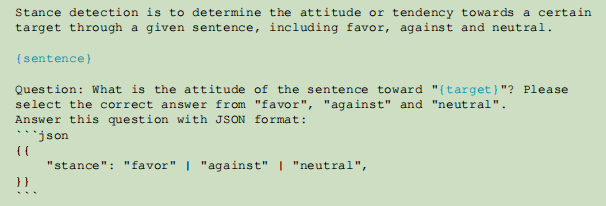 Stance detection is to determine the attitude or tendency towards a certain
target through a given sentence, including favor, against and neutral.
{sentence}
Question: What is the attitude of the sentence toward "{target}"? Please
select the correct answer from "favor", "against" and "neutral".
Answer this question with JSON format:
```json
{{
    "stance": "favor" | "against" | "neutral",
}}
```